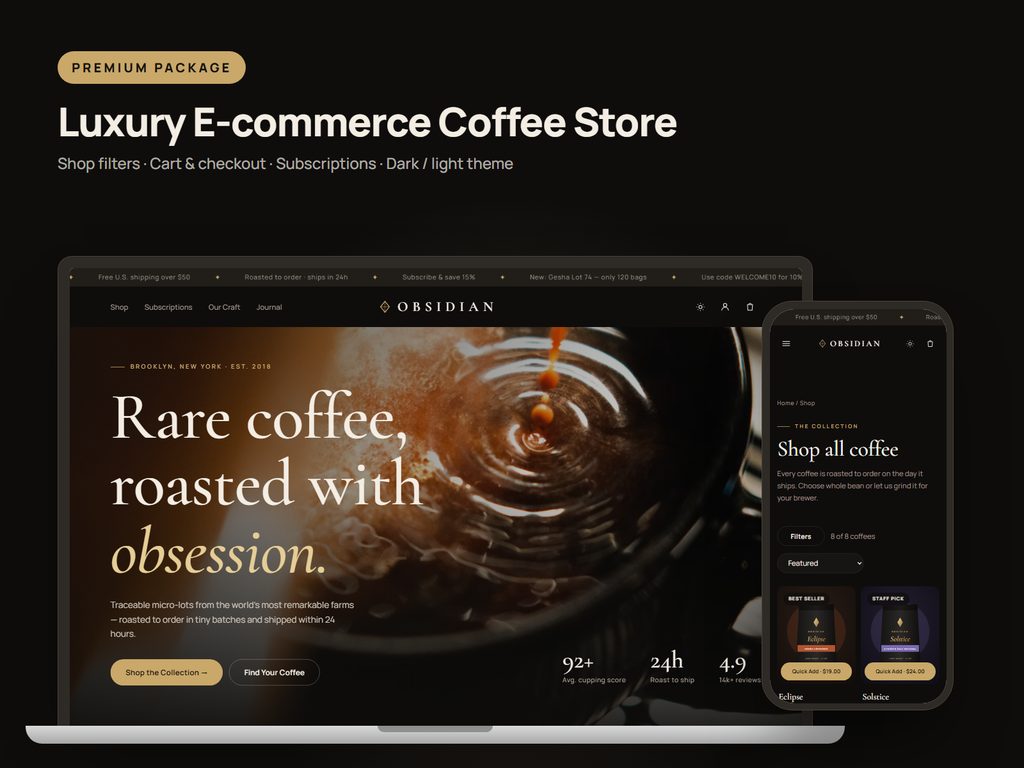 PREMIUM PACKAGE
Luxury E-commerce Coffee Store
Shop filters · Cart & checkout · Subscriptions · Dark / light theme
Free U.S. shipping over $50 ✦ Roasted to order · ships in 24h ✦ Subscribe & save 15% ✦ New: Gesha Lot 74 — only 120 bags ✦ Use code WELCOME10 for 10%
Shop Subscriptions Our Craft Journal OBSIDIAN
BROOKLYN, NEW YORK · EST. 2018
Rare coffee,
roasted with
obsession.
Traceable micro-lots from the world's most remarkable farms
— roasted to order in tiny batches and shipped within 24
hours.
Shop the Collection → Find Your Coffee
92+ 24h 4.9
Avg. cupping score Roast to ship 14k+ reviews
Free U.S. shipping over $50 ✦
OBSIDIAN
Home / Shop
THE COLLECTION
Shop all coffee
Every coffee is roasted to order on the day it
ships. Choose whole bean or let us grind it for
your brewer.
Filters 8 of 8 coffees
Featured
BEST SELLER STAFF PICK
OBSIDIAN OBSIDIAN
Eclipse Solstice
Quick Add · $19.00 Quick Add · $24.00
Eclipse Solstice